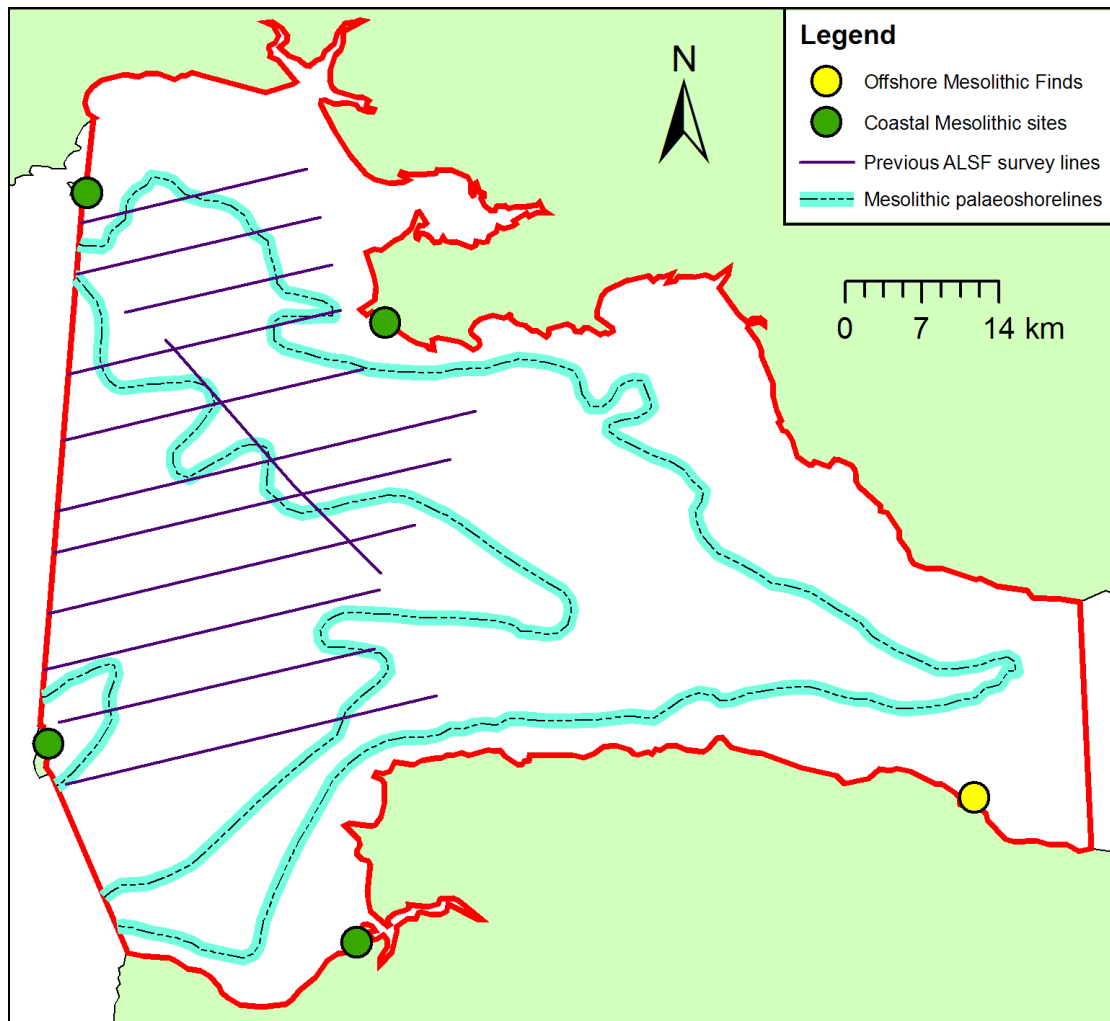 Legend
Offshore Mesolithic Finds
Coastal Mesolithic sites
Previous ALSF survey lines
Mesolithic palaeoshorelines
N
0 7 14 km